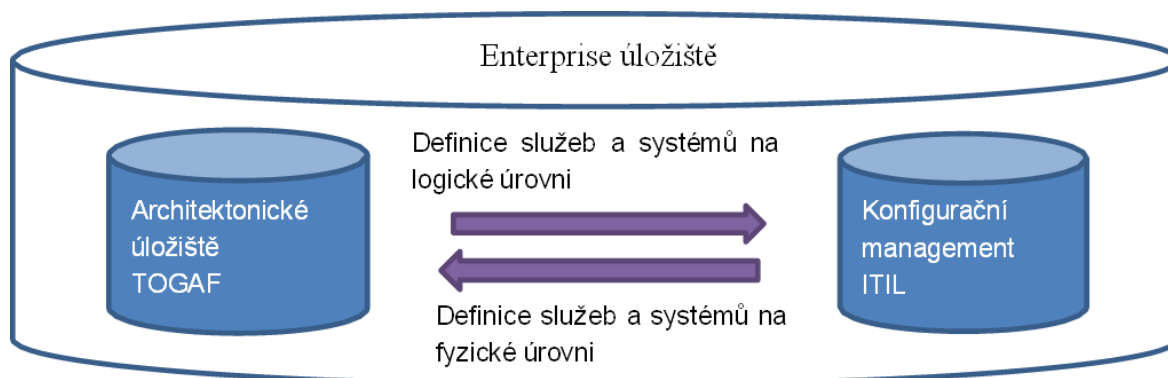 Enterprise úložiště
Definice služeb a systémů na
logické úrovni
Architektonické
úložiště
TOGAF
Konfigurační
management
ITIL
Definice služeb a systémů na
fyzické úrovni